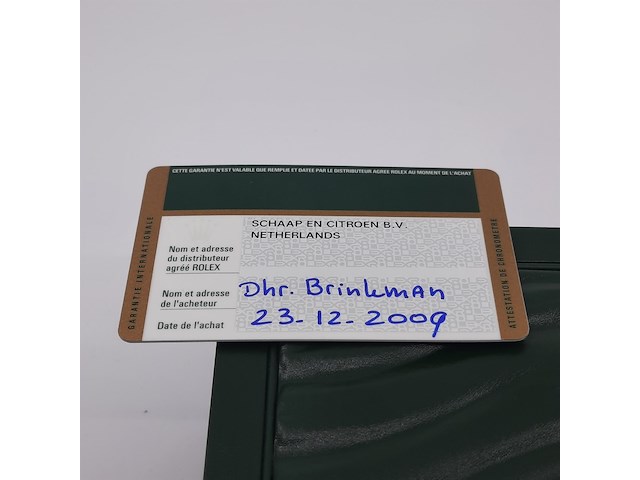 CETTE GARANTIE N'EST VALABLE QUE REMPLIE ET DATEE PAR LE DISTRIBUTEUR AGREE ROLEX AU MOMENT DE L'ACHAT
GARANTIE INTERNATIONALE
SCHAAP EN CITROEN B.V.
NETHERLANDS
Nom et adresse
du distributeur
agréé ROLEX
Nom et adresse
de l'acheteur
Dhr. Brinkman
Date de l'achat
23-12-2009
ATTESTATION DE CHRONOMETRE